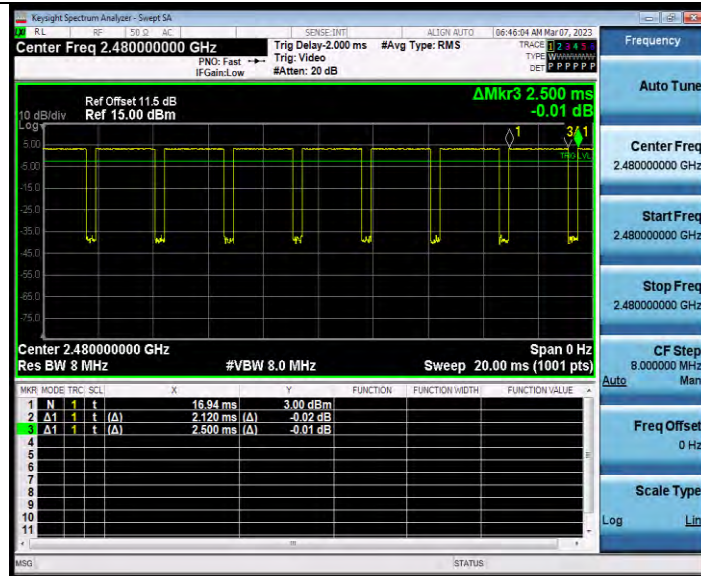 Keysight Spectrum Analyzer - Swept SA
LXI RL RF 50 Ω AC SENSE:INT ALIGN AUTO 06:46:04 AM Mar 07, 2023
Center Freq 2.480000000 GHz
PNO: Fast
IFGain:Low
Trig Delay-2.000 ms
Trig: Video
#Atten: 20 dB
#Avg Type: RMS
TRACE 1 2 3 4 5 6
TYPE
DET P P P P P P
Frequency
ΔMkr3 2.500 ms
-0.01 dB
Ref Offset 11.5 dB
10 dB/div Ref 15.00 dBm
Log
5.00
-5.00
-15.0
-25.0
-35.0
-45.0
-55.0
-65.0
-75.0
1
1
TRIG LVL
Center 2.480000000 GHz Span 0 Hz
Res BW 8 MHz #VBW 8.0 MHz Sweep 20.00 ms (1001 pts)
MKR MODE TRC SCL X Y FUNCTION FUNCTION WIDTH FUNCTION VALUE
1 N 1 t 16.94 ms 3.00 dBm
2 Δ1 1 t (Δ) 2.120 ms (Δ) -0.02 dB
3 Δ1 1 t (Δ) 2.500 ms (Δ) -0.01 dB
4
5
6
7
8
9
10
11
MSG STATUS
Auto Tune
Center Freq
2.480000000 GHz
Start Freq
2.480000000 GHz
Stop Freq
2.480000000 GHz
CF Step
8.000000 MHz
Auto Man
Freq Offset
0 Hz
Scale Type
Log Lin